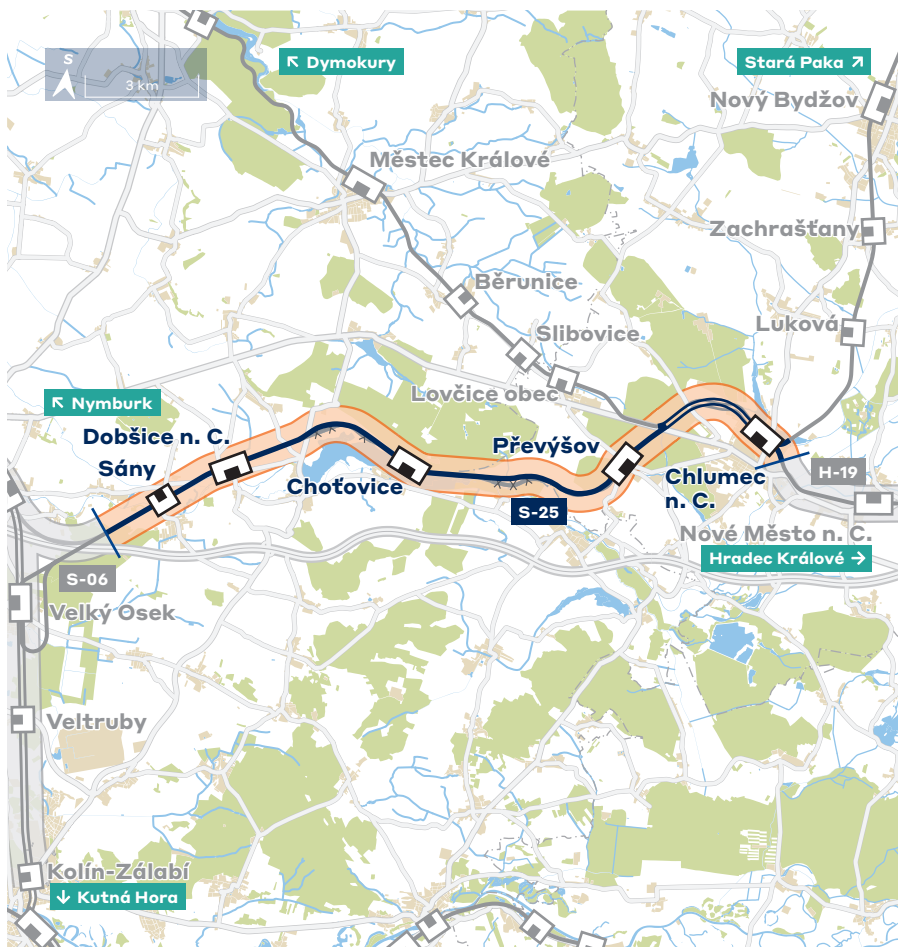 S
3 km
↖ Dymokury
Stará Paka ↗
Nový Bydžov
Městec Králové
Zachrašťany
Běrunice
Luková
Slibovice
Lovčice obec
↖ Nymburk
Dobšice n. C.
Sány
Převýšov
Choťovice
Chlumec
n. C.
H-19
S-25
Nové Město n. C.
Hradec Králové →
S-06
Velký Osek
Veltruby
Kolín-Zálabí
↓ Kutná Hora